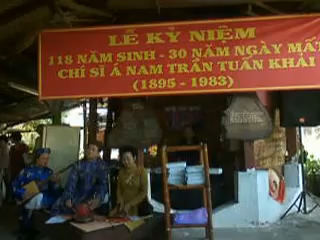 LỄ KỶ NIỆM
118 NĂM SINH - 30 NĂM NGÀY MẤT
CHÍ SĨ Á NAM TRẦN TUẤN KHẢI
(1895 - 1983)